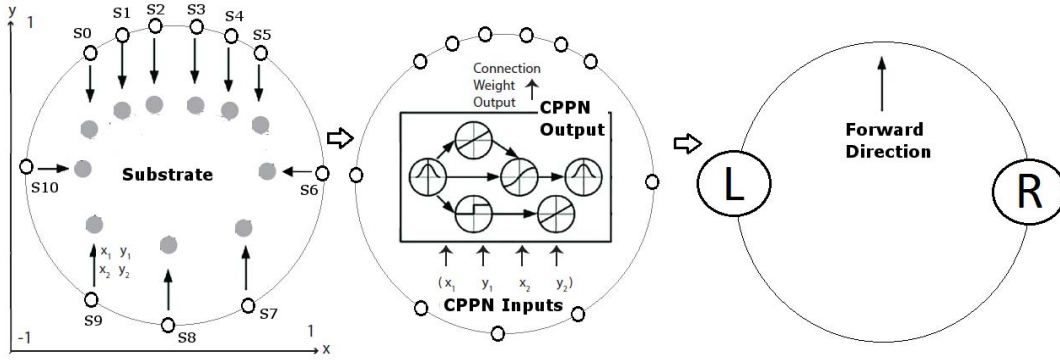 y
1
S0
S1
S2
S3
S4
S5
S10
Substrate
S6
x₁ y₁
x₂ y₂
S9
S8
S7
-1
1
x
Connection
Weight
Output
CPPN
Output
(x₁ y₁ x₂ y₂)
CPPN Inputs
L
Forward
Direction
R